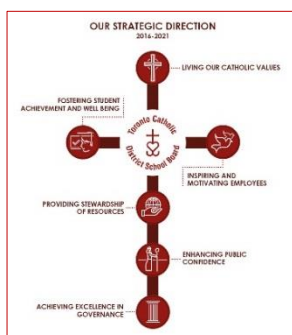 OUR STRATEGIC DIRECTION
2016-2021
LIVING OUR CATHOLIC VALUES
FOSTERING STUDENT
ACHIEVEMENT AND WELL BEING
Toronto Catholic
District School Board
INSPIRING AND
MOTIVATING EMPLOYEES
PROVIDING STEWARDSHIP
OF RESOURCES
ENHANCING PUBLIC
CONFIDENCE
ACHIEVING EXCELLENCE IN
GOVERNANCE